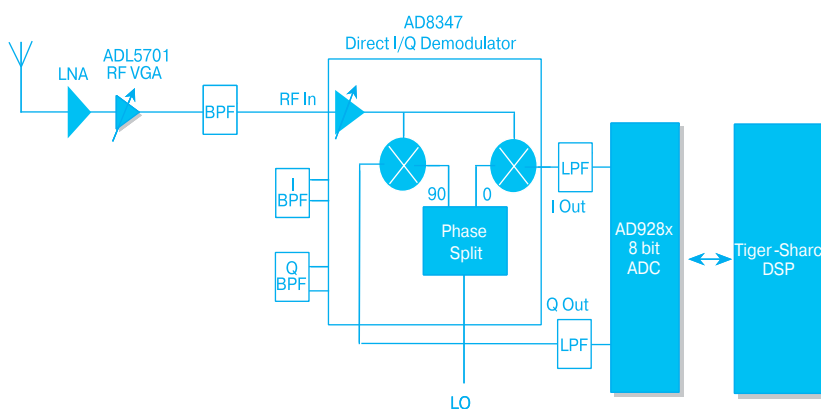 AD8347
Direct I/Q Demodulator
ADL5701
RF VGA
LNA
BPF
RF In
I
BPF
90
0
LPF
I Out
Phase
Split
Q
BPF
AD928x
8 bit
ADC
Tiger-Sharc
DSP
Q Out
LPF
LO